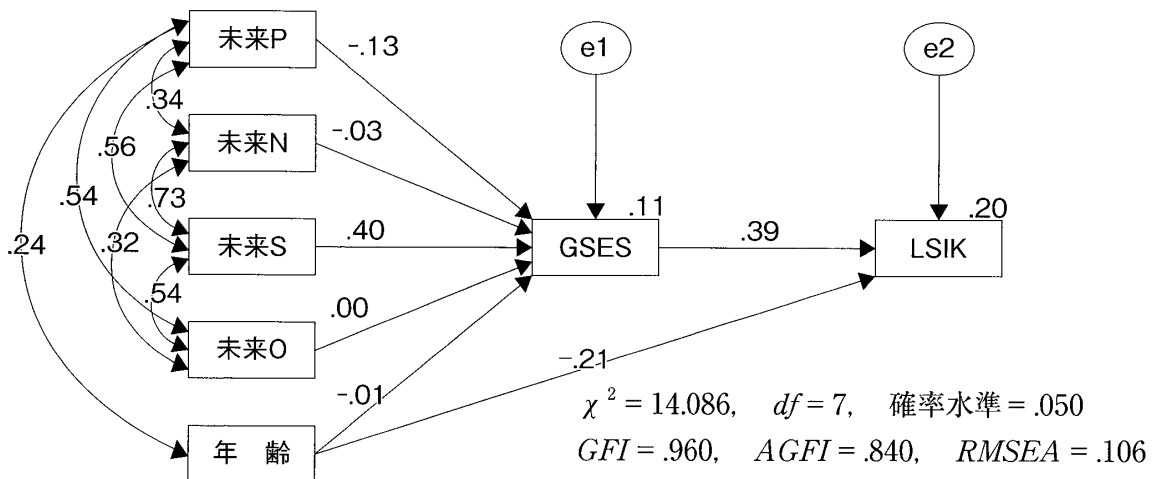 未来P
-.13
e1
e2
.34
未来N
-.03
.56
.54
.73
.11
.20
.24
.32
未来S
.40
GSES
.39
LSIK
.54
.00
未来O
-.21
-.01
χ² = 14.086, df = 7, 確率水準 = .050
年 齢
GFI = .960, AGFI = .840, RMSEA = .106